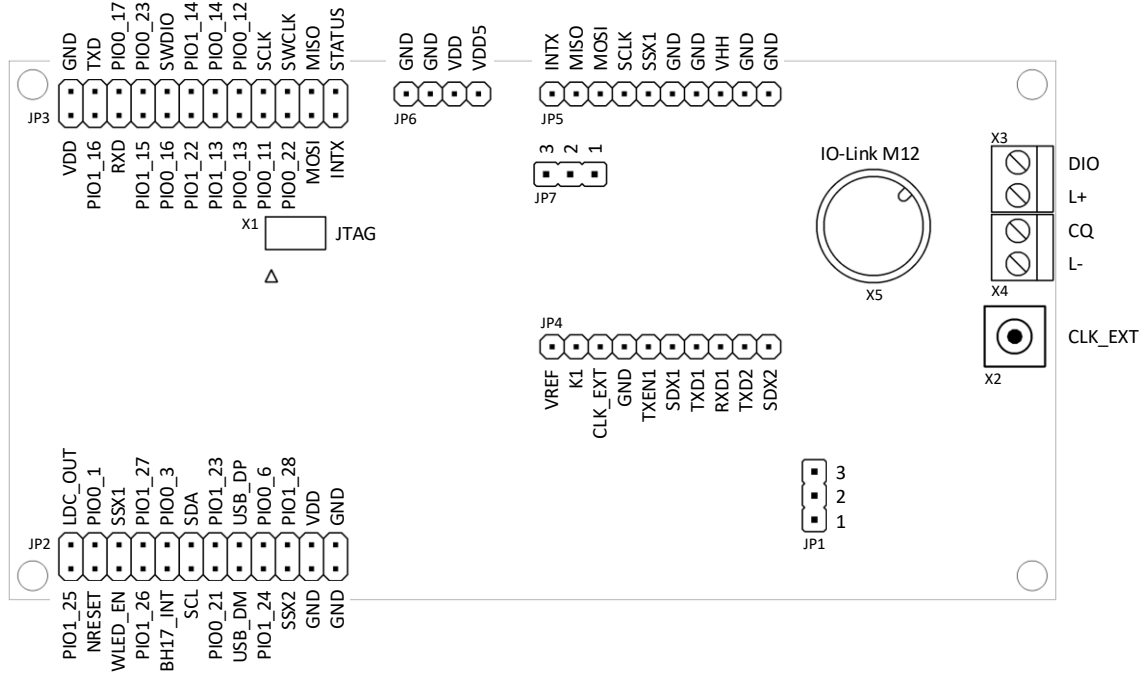 GND TXD PIO0_17 PIO0_23 SWDIO PIO1_14 PIO0_14 PIO0_12 SCLK SWCLK MISO STATUS
JP3
VDD PIO1_16 RXD PIO1_15 PIO0_16 PIO1_22 PIO1_13 PIO0_13 PIO0_11 PIO0_22 MOSI INTX
GND GND VDD VDD5
JP6
INTX MISO MOSI SCLK SSX1 GND GND VHH GND GND
JP5
3 2 1
JP7
X1
JTAG
IO-Link M12
X5
X3
DIO
L+
CQ
L-
X4
CLK_EXT
X2
JP4
VREF K1 CLK_EXT GND TXEN1 SDX1 TXD1 RXD1 TXD2 SDX2
3
2
1
JP1
LDC_OUT PIO0_1 SSX1 PIO1_27 PIO0_3 SDA PIO1_23 USB_DP PIO0_6 PIO1_28 VDD GND
JP2
PIO1_25 NRESET WLED_EN PIO1_26 BH17_INT SCL PIO0_21 USB_DM PIO1_24 SSX2 GND GND